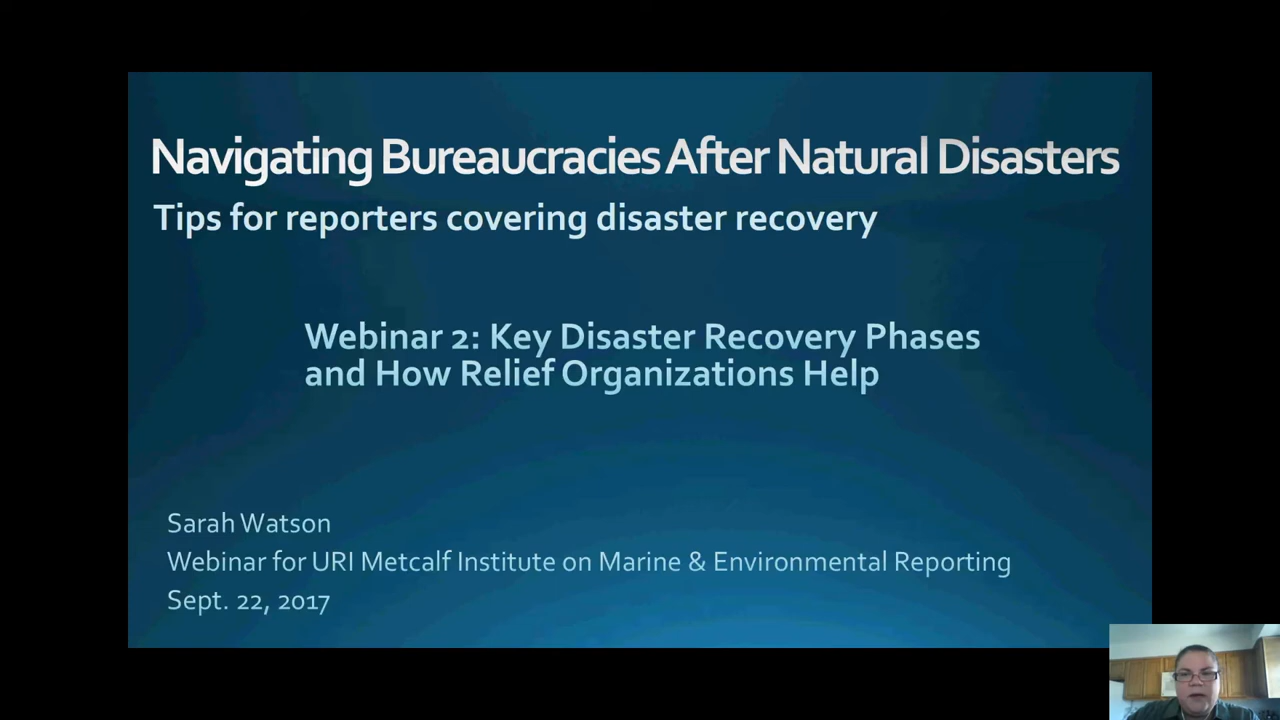 Navigating Bureaucracies After Natural Disasters
Tips for reporters covering disaster recovery
Webinar 2: Key Disaster Recovery Phases
and How Relief Organizations Help
Sarah Watson
Webinar for URI Metcalf Institute on Marine & Environmental Reporting
Sept. 22, 2017